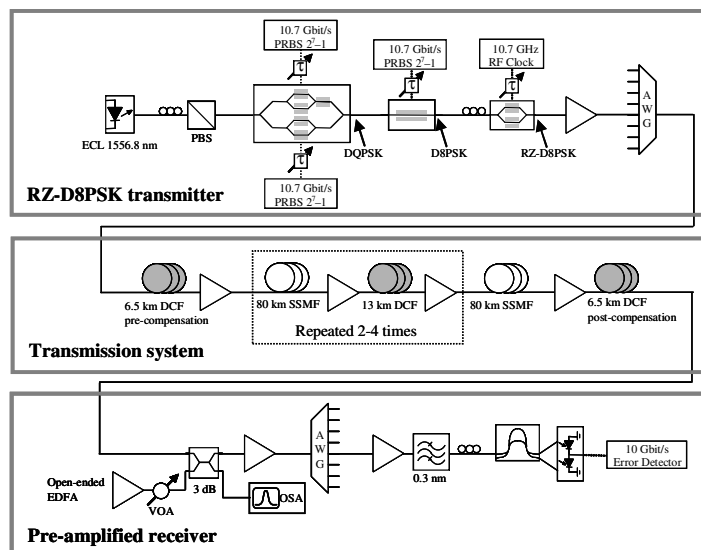 10.7 Gbit/s
PRBS 2⁷–1
10.7 Gbit/s
PRBS 2⁷–1
10.7 GHz
RF Clock
τ
τ
τ
A
W
G
ECL 1556.8 nm
PBS
DQPSK
D8PSK
RZ-D8PSK
τ
10.7 Gbit/s
PRBS 2⁷–1
RZ-D8PSK transmitter
6.5 km DCF
pre-compensation
80 km SSMF
13 km DCF
80 km SSMF
6.5 km DCF
post-compensation
Repeated 2-4 times
Transmission system
A
W
G
10 Gbit/s
Error Detector
0.3 nm
Open-ended
EDFA
VOA
3 dB
OSA
Pre-amplified receiver